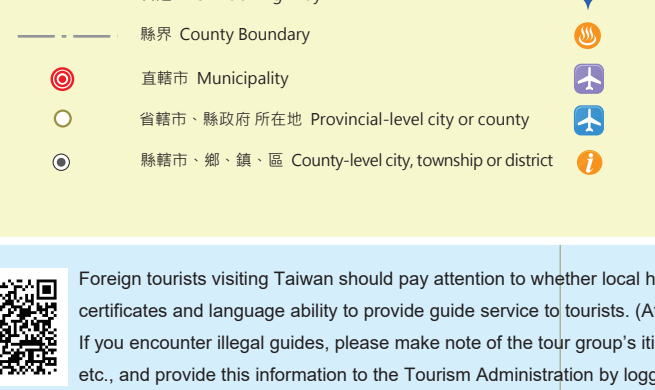 縣界 County Boundary
直轄市 Municipality
省轄市、縣政府 所在地 Provincial-level city or county
縣轄市、鄉、鎮、區 County-level city, township or district
Foreign tourists visiting Taiwan should pay attention to whether local h
certificates and language ability to provide guide service to tourists. (A
If you encounter illegal guides, please make note of the tour group's iti
etc., and provide this information to the Tourism Administration by logg